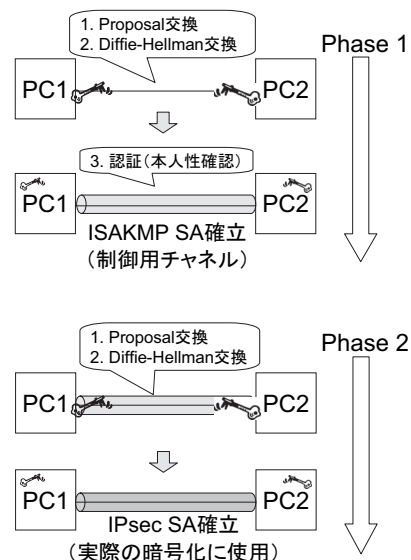 1. Proposal交換
2. Diffie-Hellman交換
Phase 1
PC1
PC2
3. 認証(本人性確認)
PC1
PC2
ISAKMP SA確立
(制御用チャネル)
1. Proposal交換
2. Diffie-Hellman交換
Phase 2
PC1
PC2
PC1
PC2
IPsec SA確立
(実際の暗号化に使用)